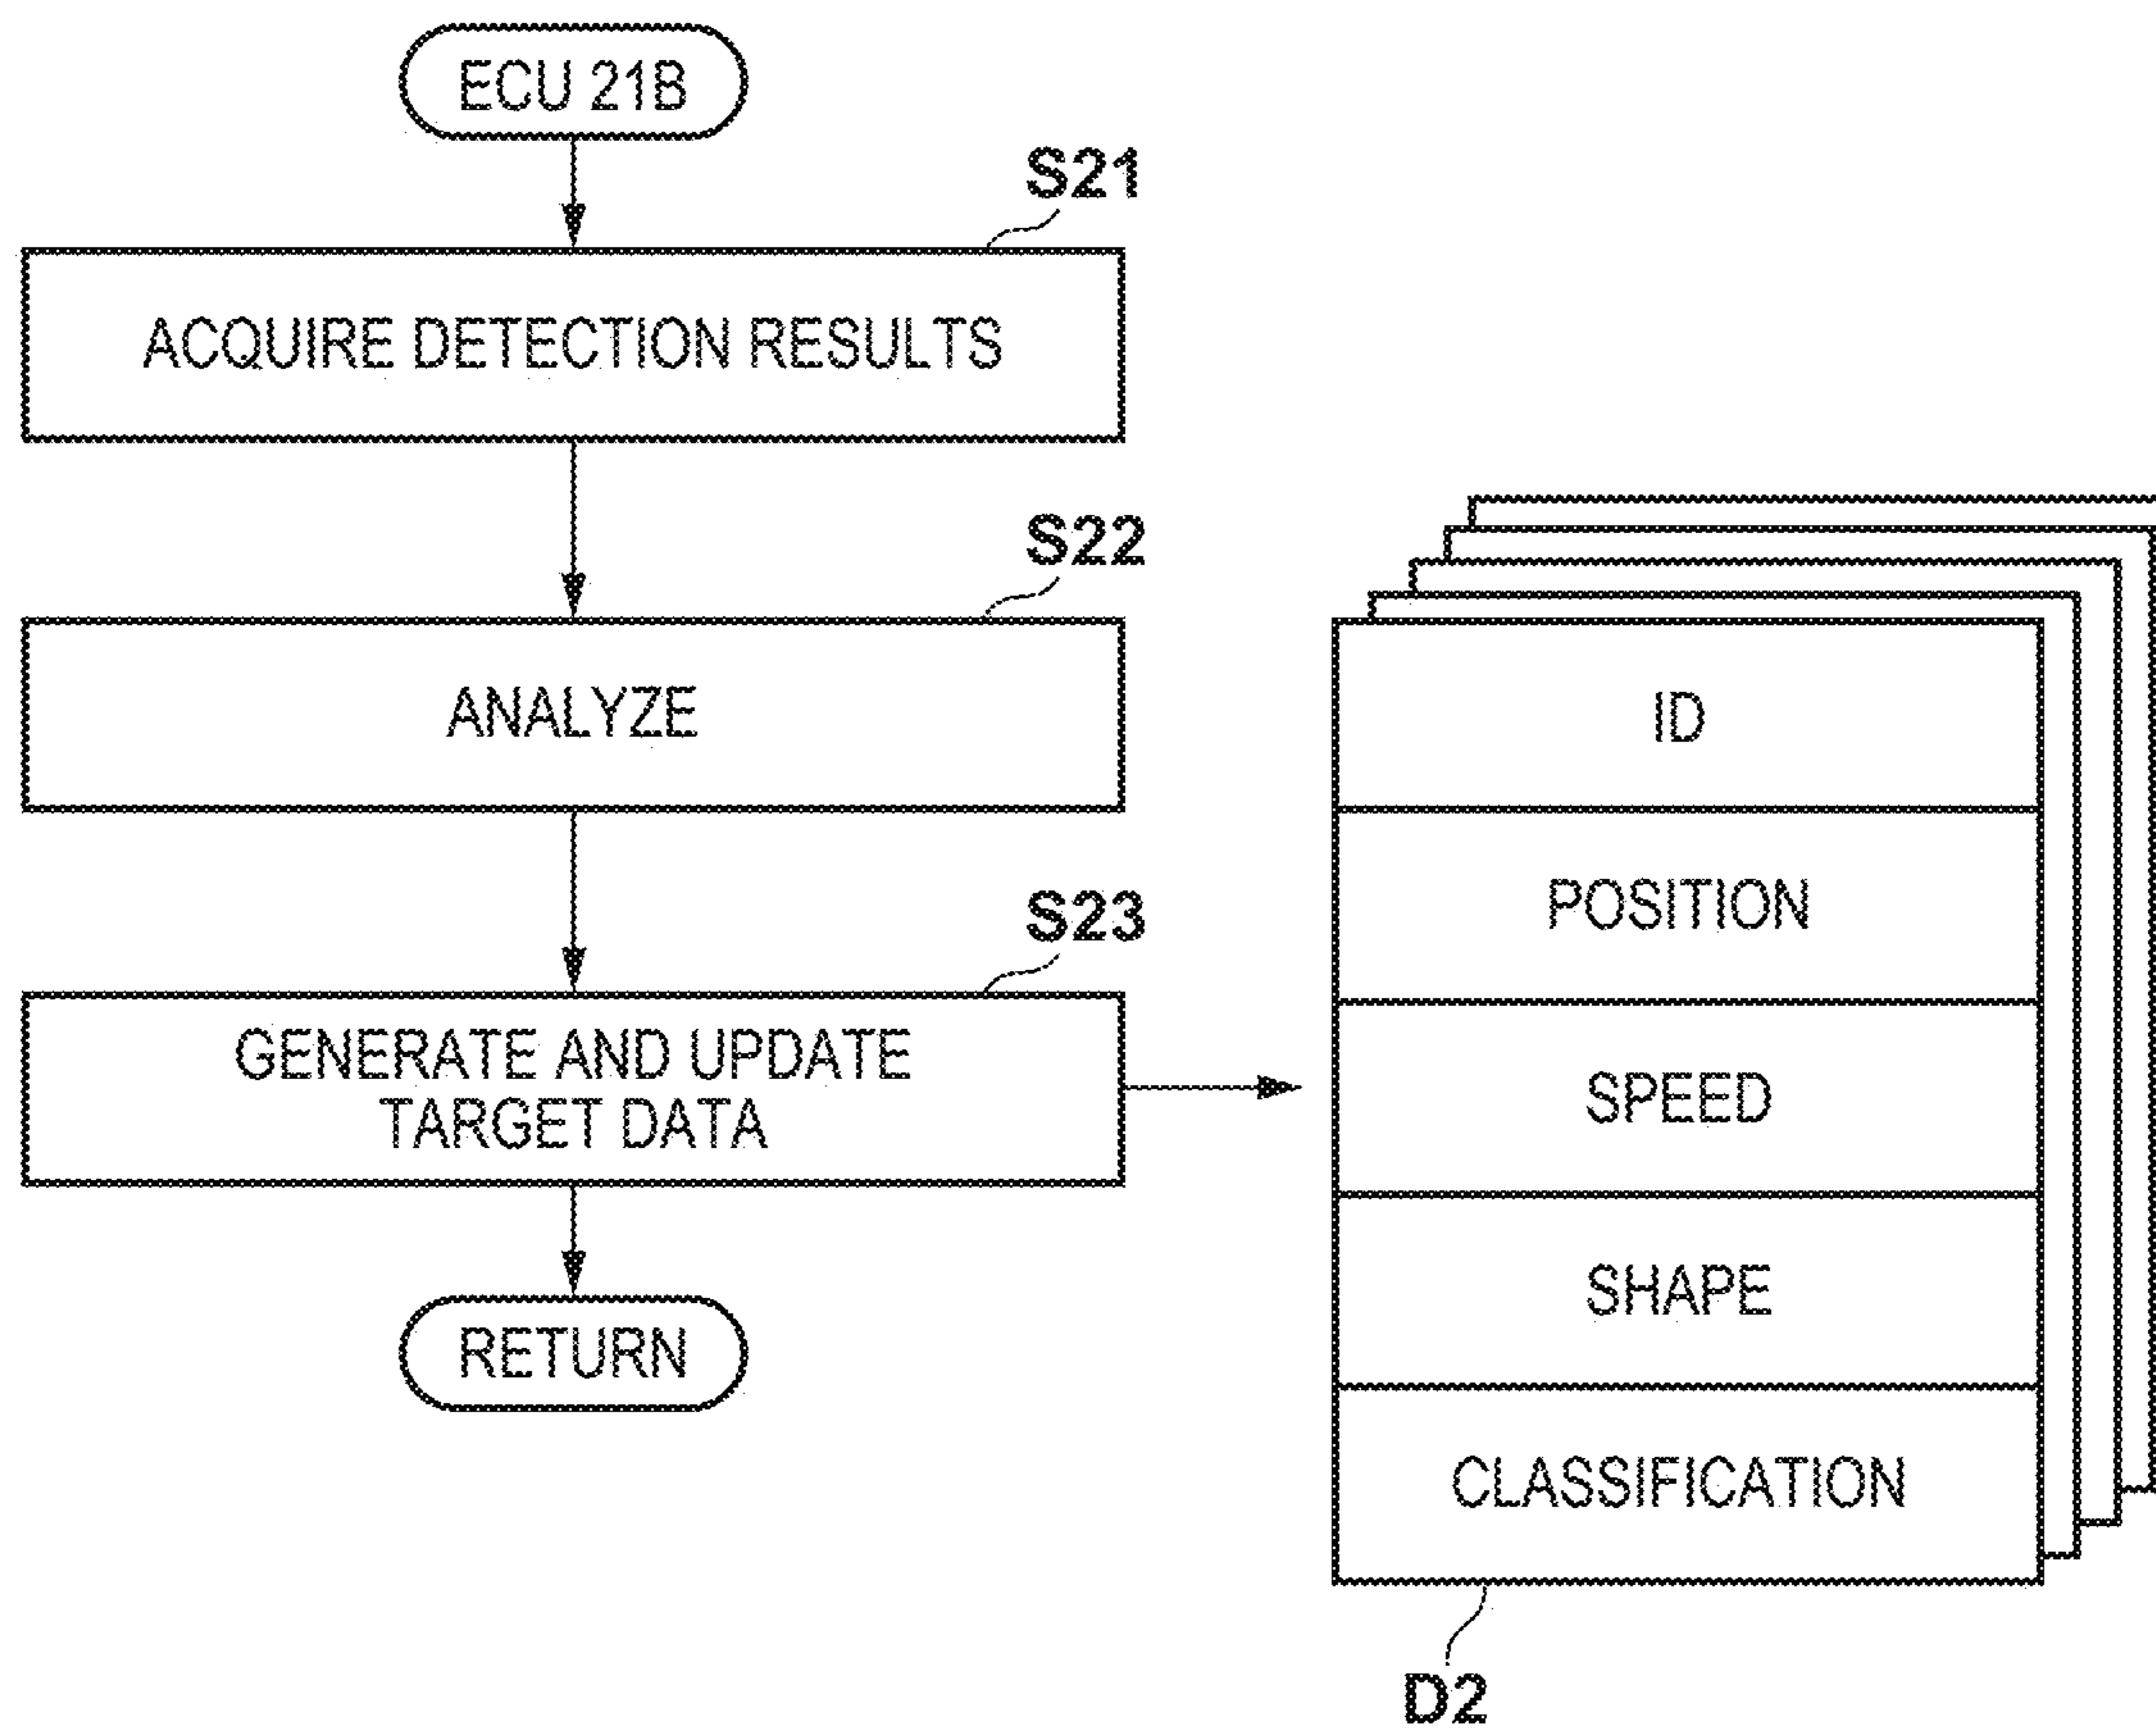 ECU 21B
S21
ACQUIRE DETECTION RESULTS
S22
ANALYZE
S23
GENERATE AND UPDATE
TARGET DATA
RETURN
ID
POSITION
SPEED
SHAPE
CLASSIFICATION
D2